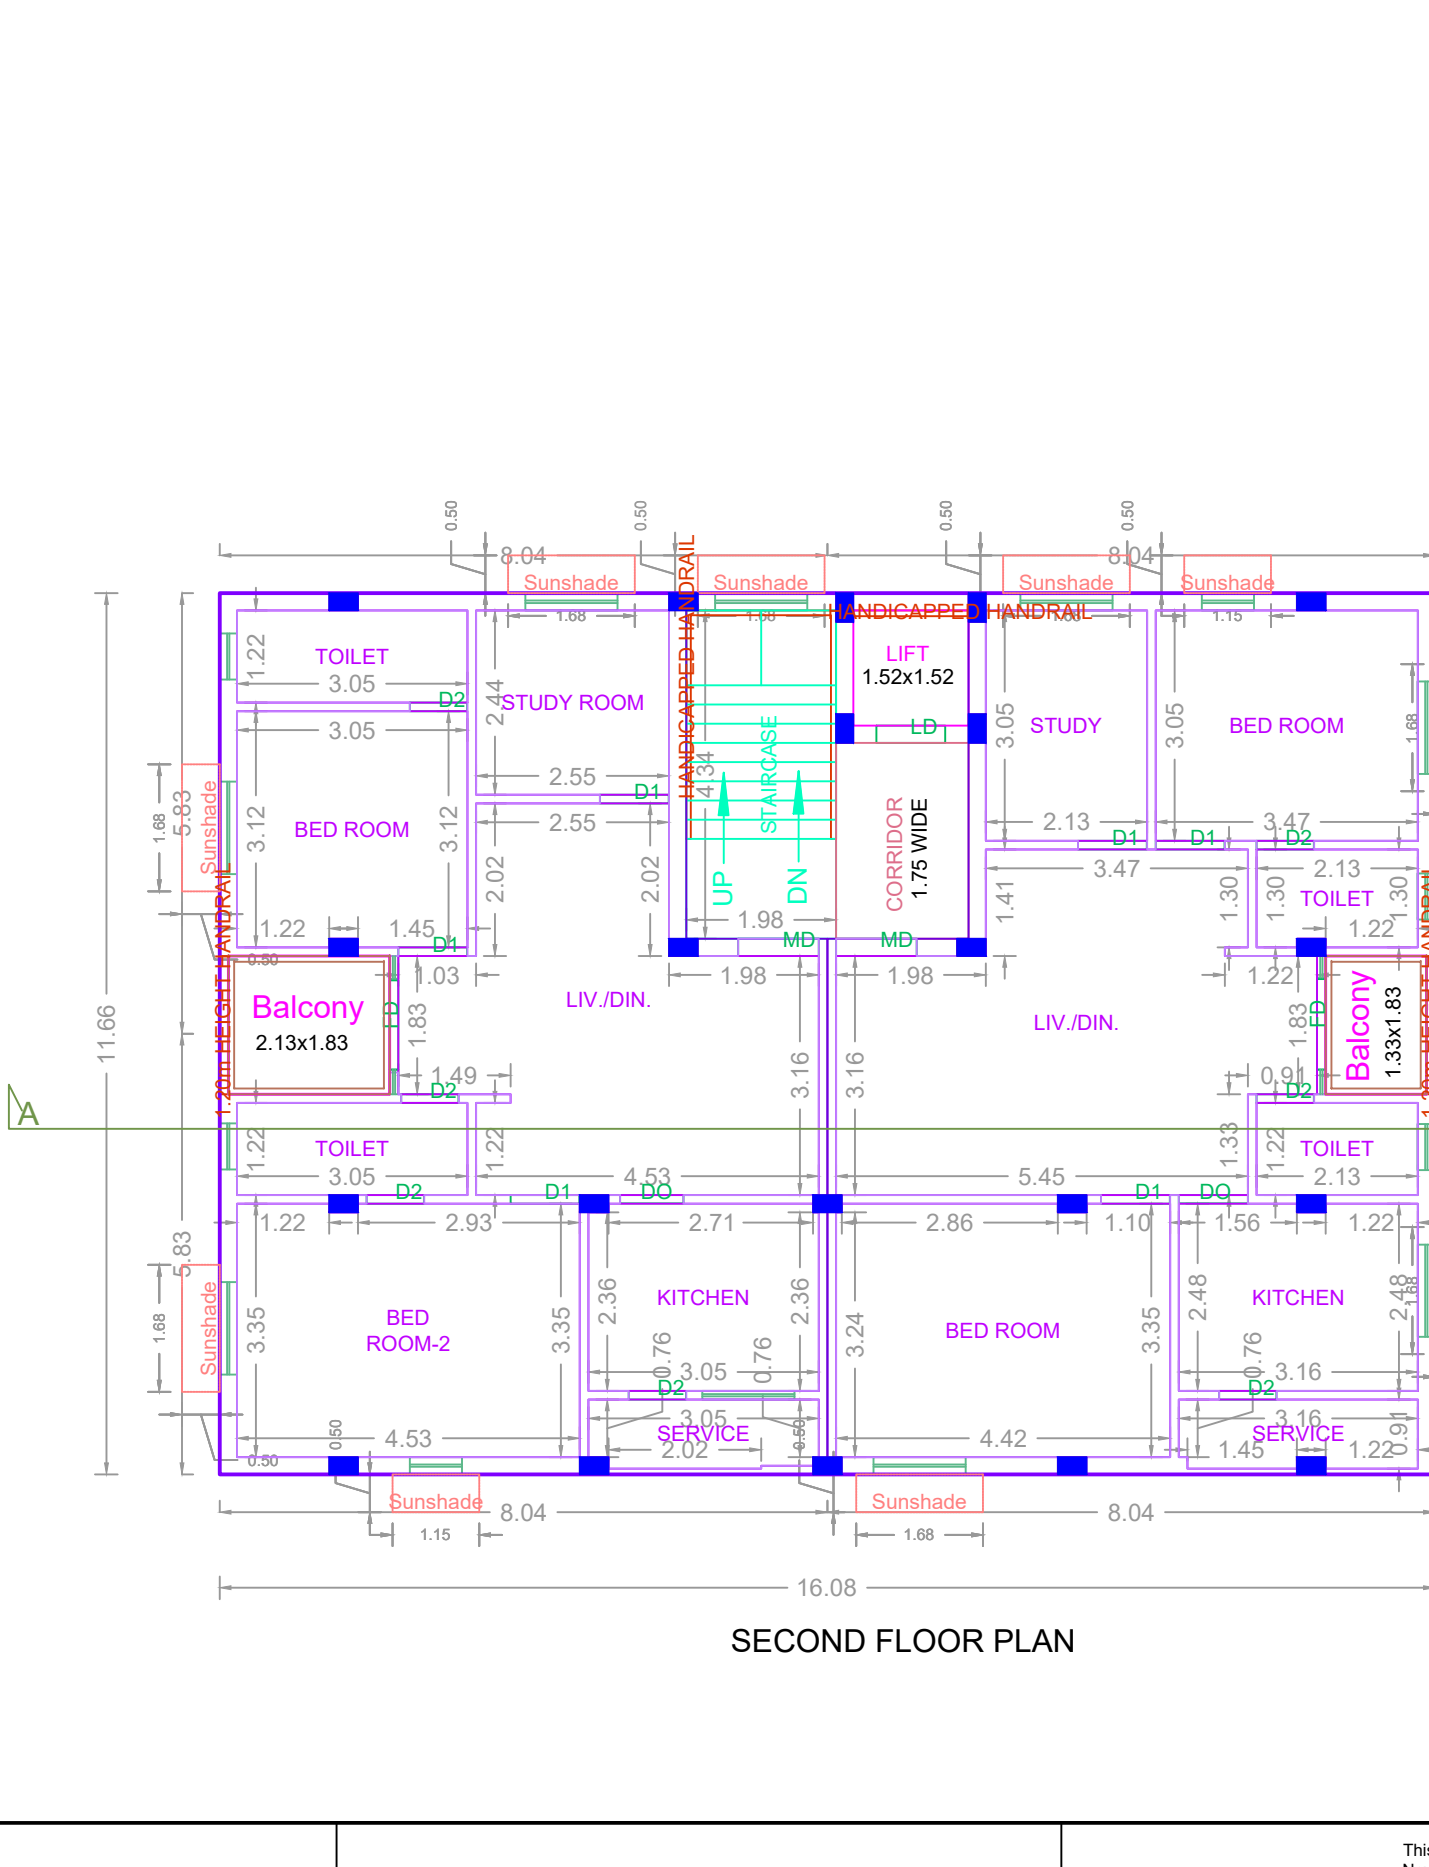 0.50
0.50
0.50
0.50
8.04
8.04
Sunshade
Sunshade
Sunshade
Sunshade
1.68
1.68
1.15
HANDICAPPED HANDRAIL
HANDICAPPED HANDRAIL
1.22
TOILET
3.05
D2
3.05
2.44
STUDY ROOM
2.55
D1
2.55
4.34
STAIRCASE
UP
DN
1.98
LIFT
1.52x1.52
LD
CORRIDOR
1.75 WIDE
3.05
STUDY
2.13
D1
3.05
BED ROOM
3.47
D1
D2
1.68
5.83
1.68
Sunshade
3.12
BED ROOM
3.12
2.02
2.02
1.22
1.45
D1
0.50
1.03
MD
MD
1.98
1.98
3.47
1.41
1.30
1.30
2.13
TOILET
1.30
1.22
1.22
11.66
1.20m HEIGHT HANDRAIL
Balcony
2.13x1.83
FD
1.83
LIV./DIN.
LIV./DIN.
1.83
FD
Balcony
1.33x1.83
1.49
D2
3.16
3.16
0.91
D2
A
1.22
TOILET
3.05
1.22
4.53
5.45
1.33
1.22
TOILET
2.13
D2
D1
DO
D1
DO
1.22
2.93
2.71
2.86
1.10
1.56
1.22
5.83
1.68
Sunshade
3.35
BED
ROOM-2
3.35
2.36
KITCHEN
2.36
3.24
BED ROOM
3.35
2.48
KITCHEN
2.48
1.68
0.76
3.05
0.76
D2
0.76
3.16
D2
3.05
SERVICE
2.02
0.50
3.16
SERVICE
1.45
1.22
0.91
0.50
4.53
4.42
0.50
Sunshade
8.04
1.15
Sunshade
1.68
8.04
16.08
SECOND FLOOR PLAN
This